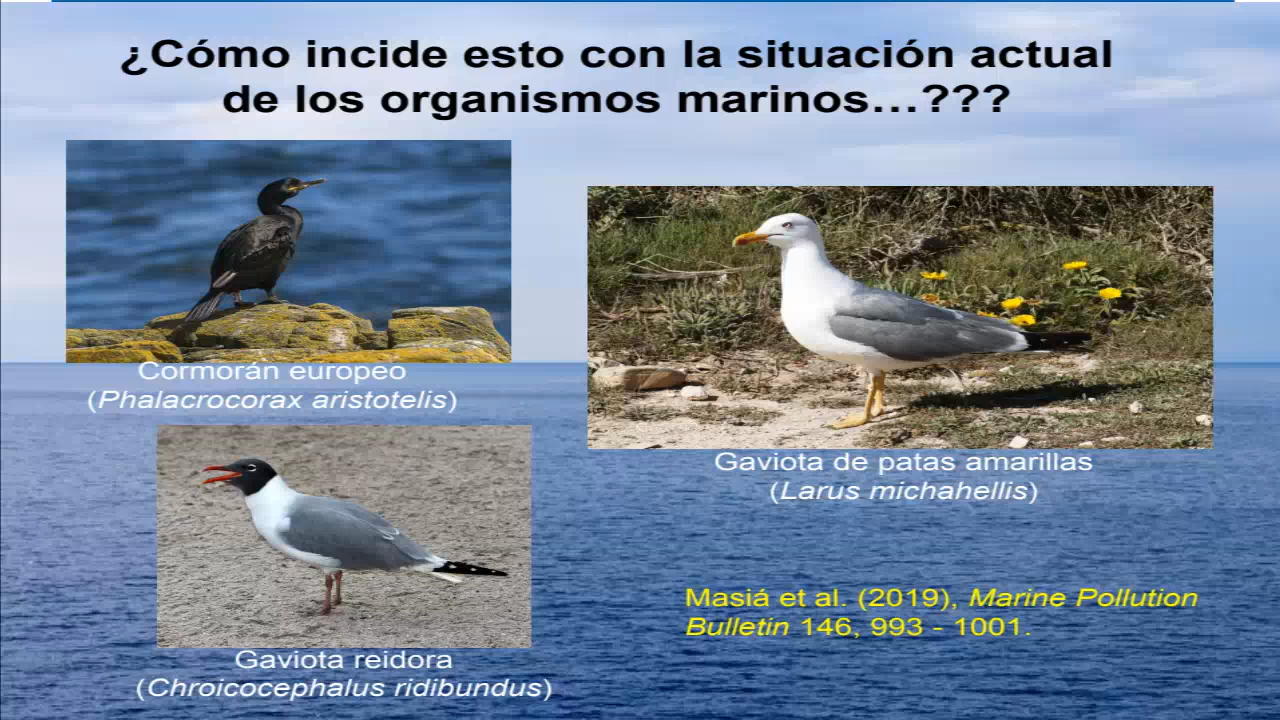 ¿Cómo incide esto con la situación actual
de los organismos marinos...???
Cormorán europeo
(Phalacrocorax aristotelis)
Gaviota de patas amarillas
(Larus michahellis)
Gaviota reidora
(Chroicocephalus ridibundus)
Masiá et al. (2019), Marine Pollution
Bulletin 146, 993 - 1001.